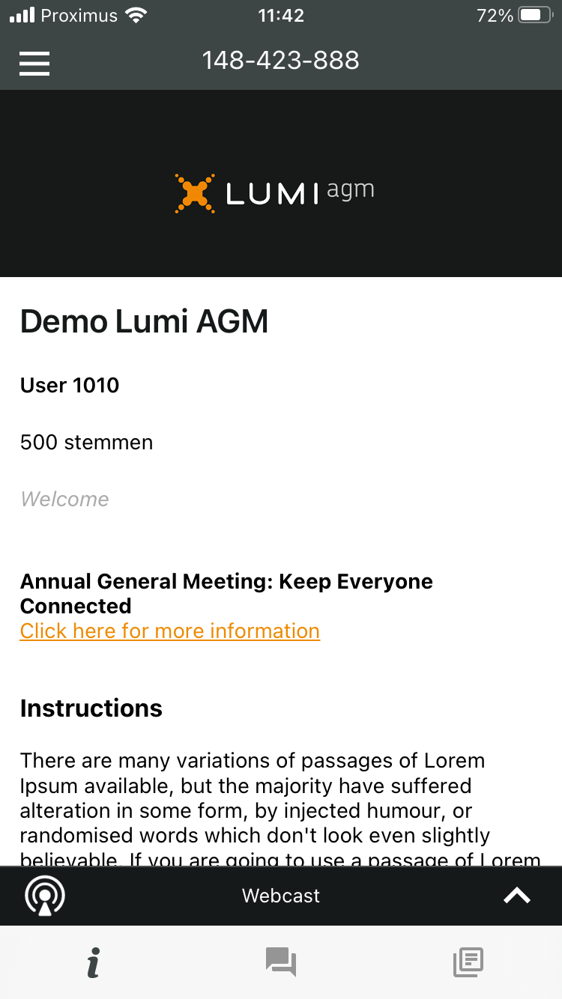 Proximus 11:42 72%
148-423-888
LUMI agm
Demo Lumi AGM
User 1010
500 stemmen
Welcome
Annual General Meeting: Keep Everyone
Connected
Click here for more information
Instructions
There are many variations of passages of Lorem
Ipsum available, but the majority have suffered
alteration in some form, by injected humour, or
randomised words which don't look even slightly
believable. If you are going to use a passage of Lorem
Webcast